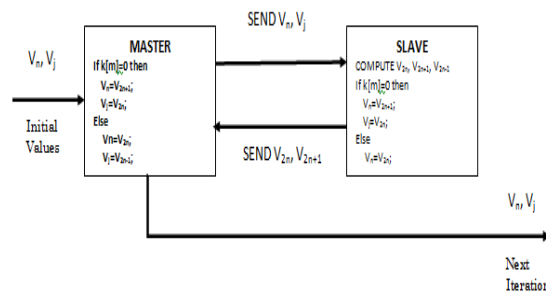 SEND Vn, Vj
Vn, Vj
MASTER
If k[m]=0 then
Vn=V2n+1;
Vj=V2n;
Else
Vn=V2n;
Vj=V2n-1;
SLAVE
COMPUTE V2n, V2n+1, V2n-1
If k[m]=0 then
Vn=V2n+1;
Vj=V2n;
Else
Vn=V2n;
Initial
Values
SEND V2n, V2n+1
Vn, Vj
Next
Iteration